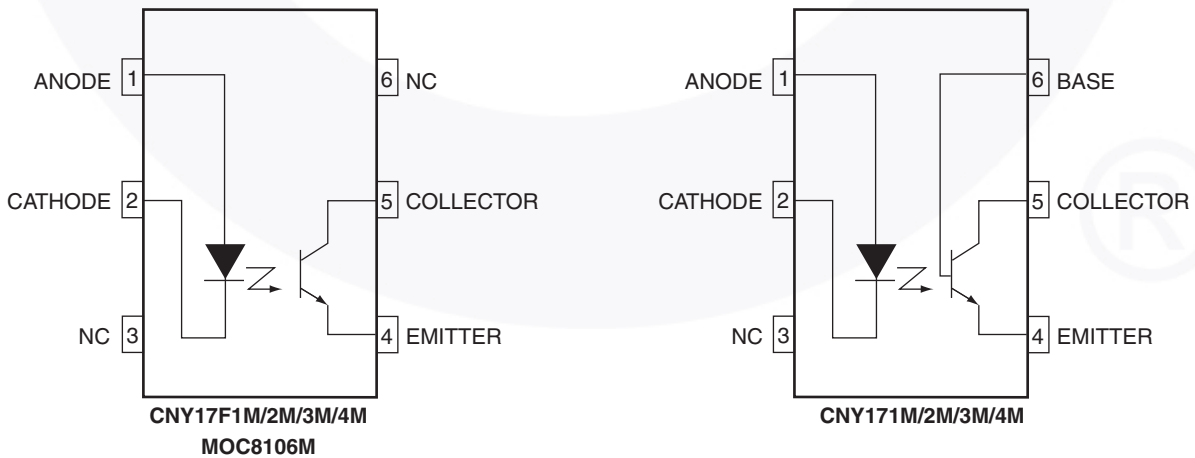 ANODE 1
6 NC
CATHODE 2
5 COLLECTOR
NC 3
4 EMITTER
CNY17F1M/2M/3M/4M
MOC8106M
ANODE 1
6 BASE
CATHODE 2
5 COLLECTOR
NC 3
4 EMITTER
CNY171M/2M/3M/4M
®